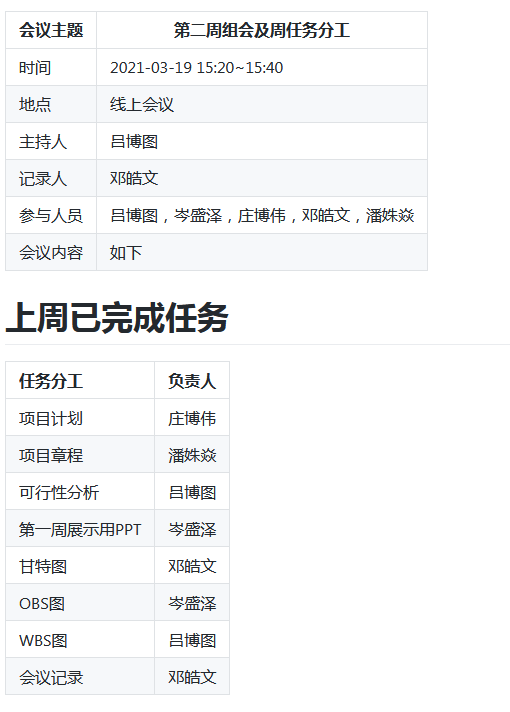 会议主题 第二周组会及周任务分工
时间 2021-03-19 15:20~15:40
地点 线上会议
主持人 吕博图
记录人 邓皓文
参与人员 吕博图，岑盛泽，庄博伟，邓皓文，潘姝焱
会议内容 如下
上周已完成任务
任务分工 负责人
项目计划 庄博伟
项目章程 潘姝焱
可行性分析 吕博图
第一周展示用PPT 岑盛泽
甘特图 邓皓文
OBS图 岑盛泽
WBS图 吕博图
会议记录 邓皓文